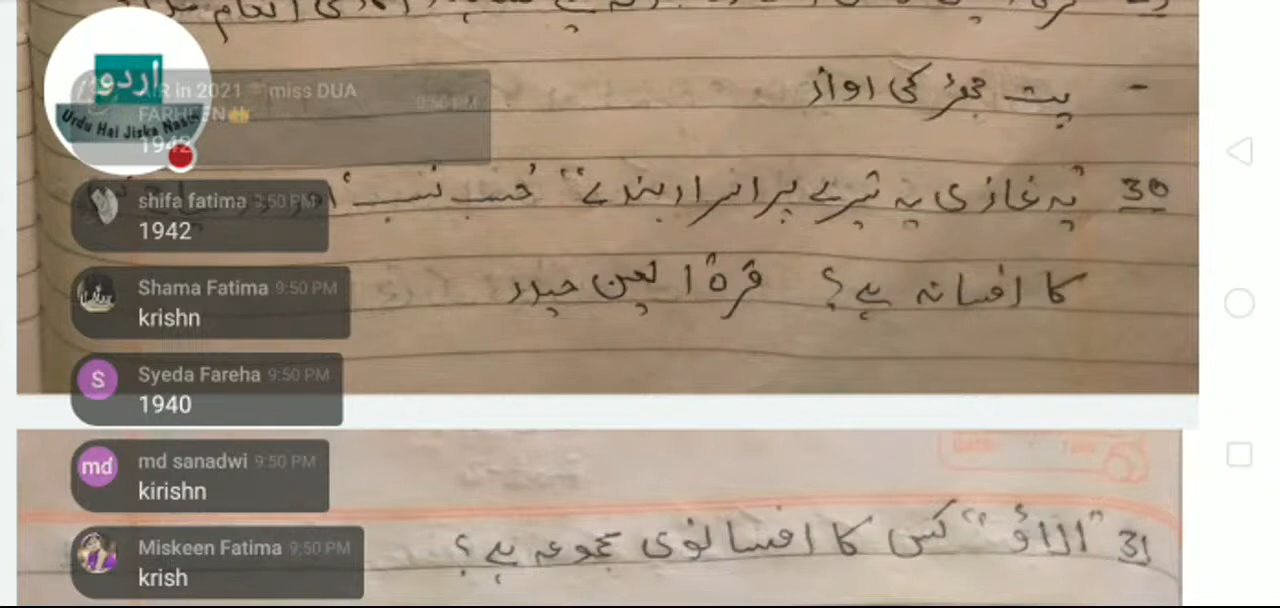 - پت جھڑ کی آواز
30 یہ غازی یہ تیرے پراسرار بندے" حسب نسب
کا افسانہ ہے؟ قرۃ العین حیدر
31 "الاؤ" کس کا افسانوی مجموعہ ہے؟
اردو
Urdu Hai Jiska Naam
in 2021 miss DUA
FARHEEN 9:50 PM
1942
shifa fatima 9:50 PM
1942
Shama Fatima 9:50 PM
krishn
S Syeda Fareha 9:50 PM
1940
md md sanadwi 9:50 PM
kirishn
Miskeen Fatima 9:50 PM
krish